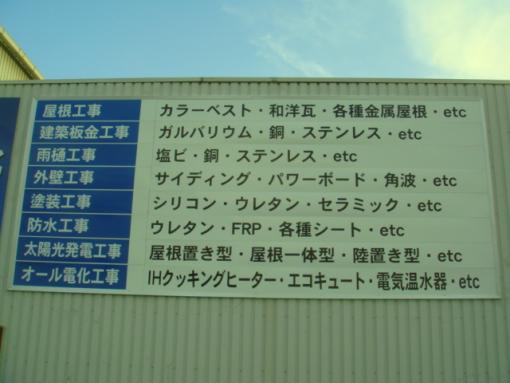 屋根工事 カラーベスト・和洋瓦・各種金属屋根・etc
建築板金工事 ガルバリウム・銅・ステンレス・etc
雨樋工事 塩ビ・銅・ステンレス・etc
外壁工事 サイディング・パワーボード・角波・etc
塗装工事 シリコン・ウレタン・セラミック・etc
防水工事 ウレタン・FRP・各種シート・etc
太陽光発電工事 屋根置き型・屋根一体型・陸置き型・etc
オール電化工事 IHクッキングヒーター・エコキュート・電気温水器・etc